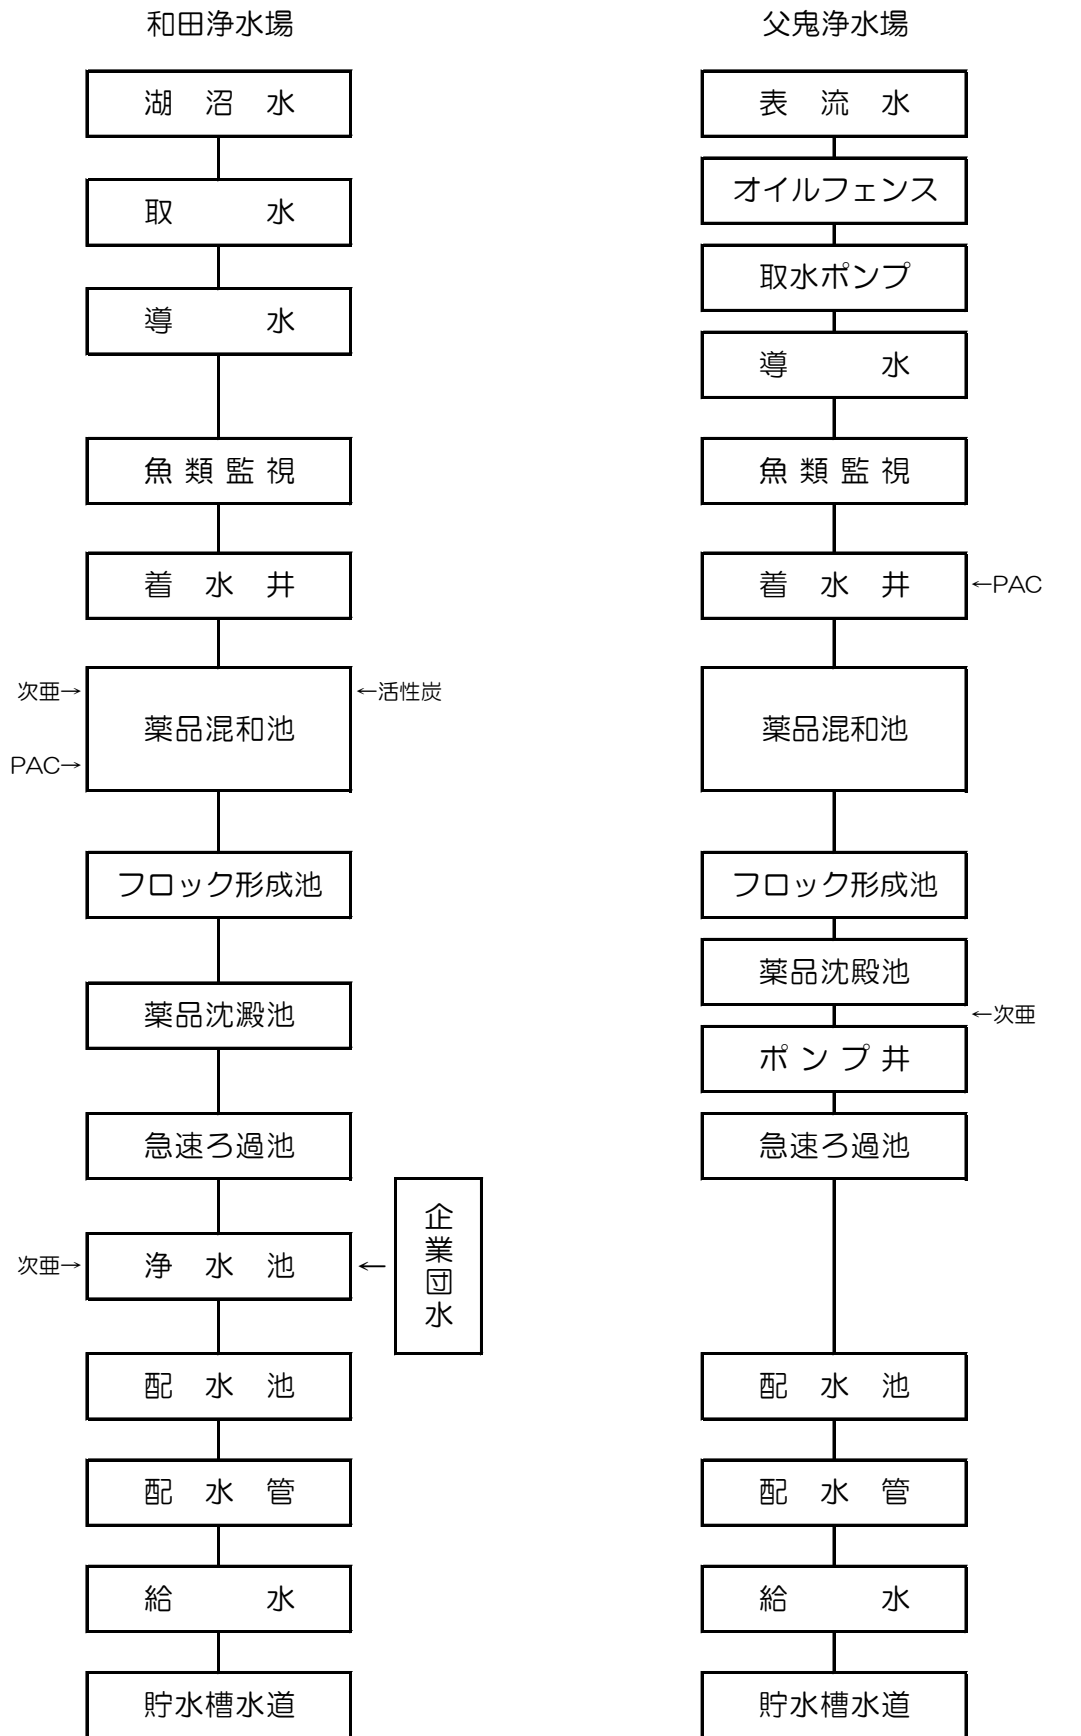 和田浄水場
湖沼水
取水
導水
魚類監視
着水井
次亜→
←活性炭
薬品混和池
PAC→
フロック形成池
薬品沈澱池
急速ろ過池
次亜→
浄水池
←
企業団水
配水池
配水管
給水
貯水槽水道
父鬼浄水場
表流水
オイルフェンス
取水ポンプ
導水
魚類監視
着水井
←PAC
薬品混和池
フロック形成池
薬品沈殿池
←次亜
ポンプ井
急速ろ過池
配水池
配水管
給水
貯水槽水道